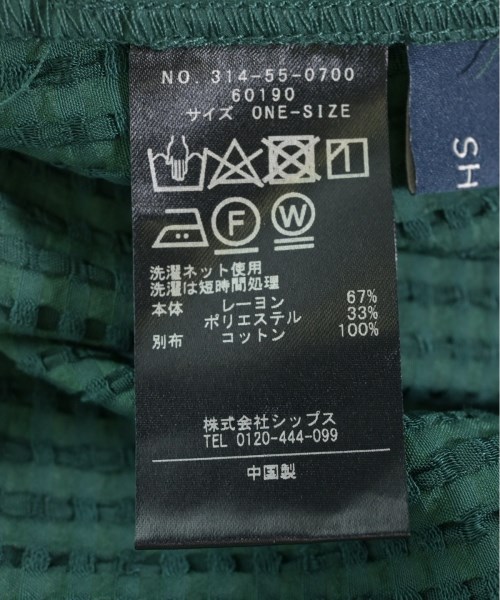 NO. 314-55-0700
60190
サイズ ONE-SIZE
F W
洗濯ネット使用
洗濯は短時間処理
本体 レーヨン 67%
ポリエステル 33%
別布 コットン 100%
株式会社シップス
TEL 0120-444-099
中国製
SH